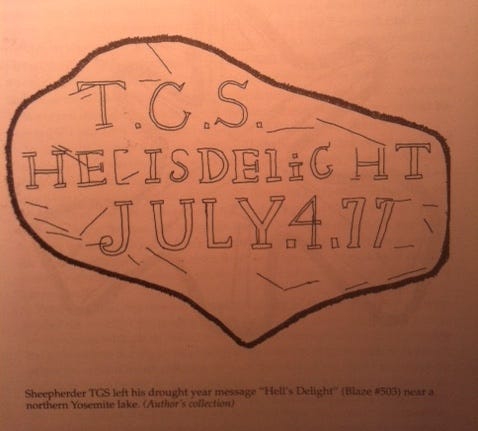 T.G.S.
HELISDELiGHT
JULY.4.77
Sheepherder TGS left his drought year message “Hell’s Delight” (Blaze #503) near a
northern Yosemite lake. (Author’s collection)